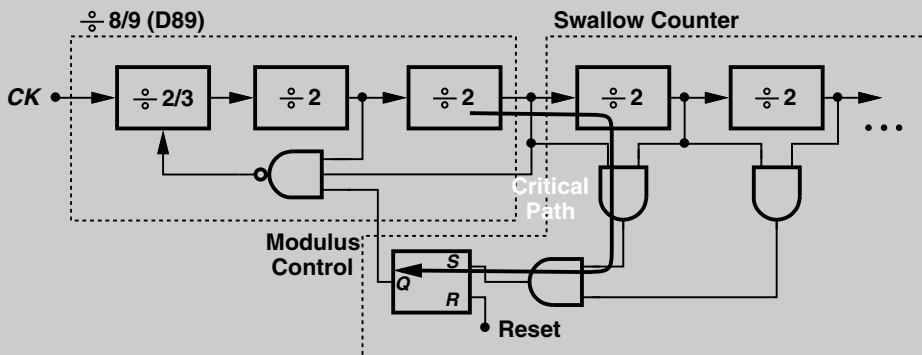 ÷ 8/9 (D89)
Swallow Counter
CK
÷ 2/3
÷ 2
÷ 2
÷ 2
÷ 2
Critical
Path
Modulus
Control
S
Q
R
Reset